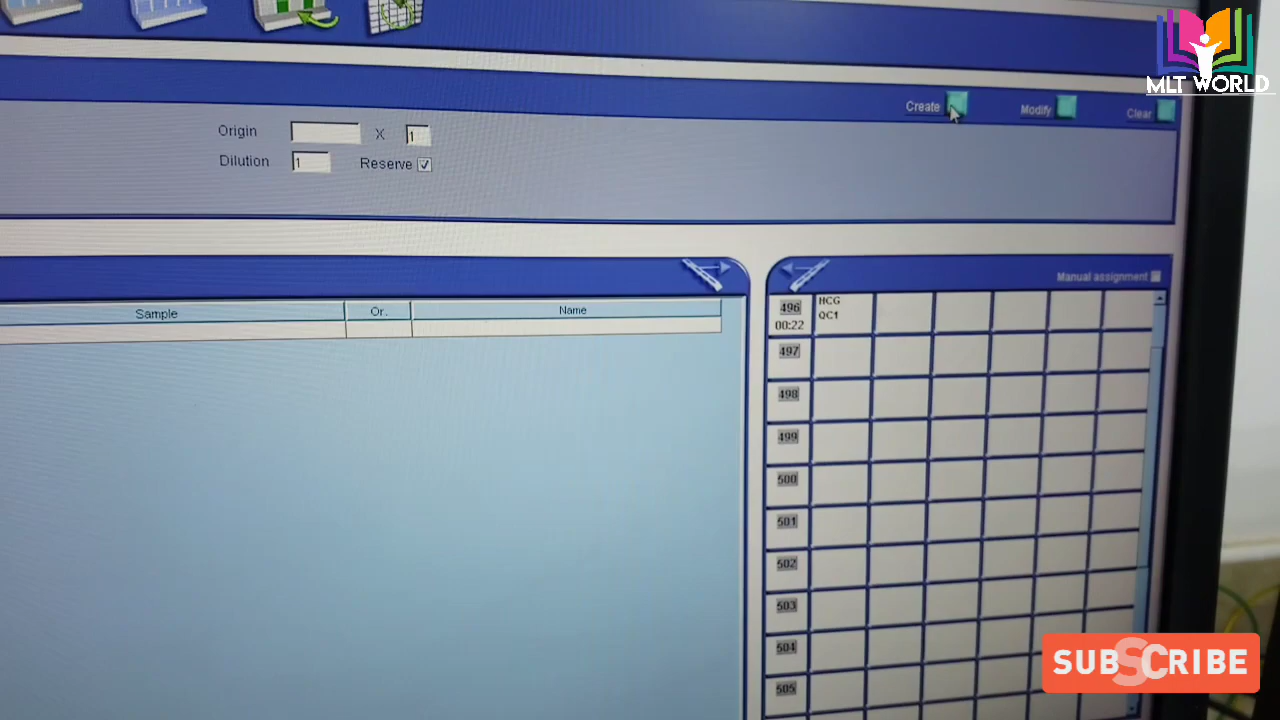 MLT WORLD
Create
Modify
Clear
Origin
X
1
Dilution
1
Reserve
Manual assignment
Sample
Or.
Name
496
00:22
HCG
QC1
497
498
499
500
501
502
503
504
505
SUBSCRIBE